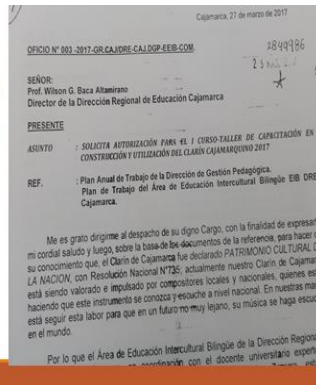 Cajamarca, 27 de marzo de 2017
OFICIO N° 003 -2017-GR.CAJ/DRE-CAJ.DGP-EEIB-COM.
2849986
SEÑOR:
Prof. Wilson G. Baca Altamirano
Director de la Dirección Regional de Educación Cajamarca
PRESENTE
ASUNTO : SOLICITA AUTORIZACIÓN PARA EL I CURSO-TALLER DE CAPACITACIÓN EN
CONSTRUCCIÓN Y UTILIZACIÓN DEL CLARÍN CAJAMARQUINO 2017
REF. : Plan Anual de Trabajo de la Dirección de Gestión Pedagógica.
Plan de Trabajo del Área de Educación Intercultural Bilingüe EIB DRE
Cajamarca.
Me es grato dirigirme al despacho de su digno Cargo, con la finalidad de expresar
mi cordial saludo y luego, sobre la base de los documentos de la referencia, para hacer
su conocimiento que, el Clarín de Cajamarca fue declarado PATRIMONIO CULTURAL
LA NACION, con Resolución Nacional N°735; actualmente nuestro Clarín de
está siendo valorado e impulsado por compositores locales y nacionales, quienes
haciendo que este instrumento se conozca y escuche a nivel nacional. En nuestras
está seguir esta labor para que en un futuro no muy lejano, su música se haga
en el mundo.
Por lo que el Área de Educación Intercultural Bilingüe de la Dirección
coordinación con el docente universitario